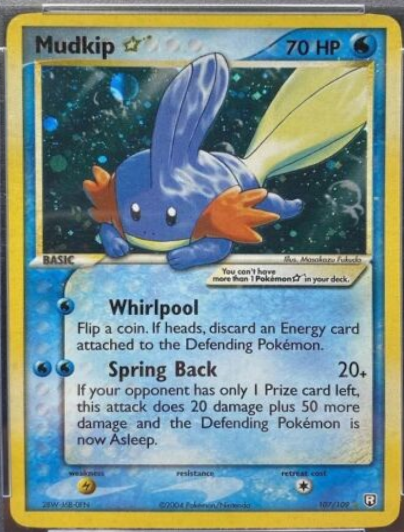 Mudkip ☆ 70 HP
BASIC
Illus. Masakazu Fukuda
You can't have
more than 1 Pokémon☆ in your deck.
Whirlpool
Flip a coin. If heads, discard an Energy card
attached to the Defending Pokémon.
Spring Back 20+
If your opponent has only 1 Prize card left,
this attack does 20 damage plus 50 more
damage and the Defending Pokémon is
now Asleep.
weakness resistance retreat cost
©2004 Pokémon/Nintendo 107/109 R